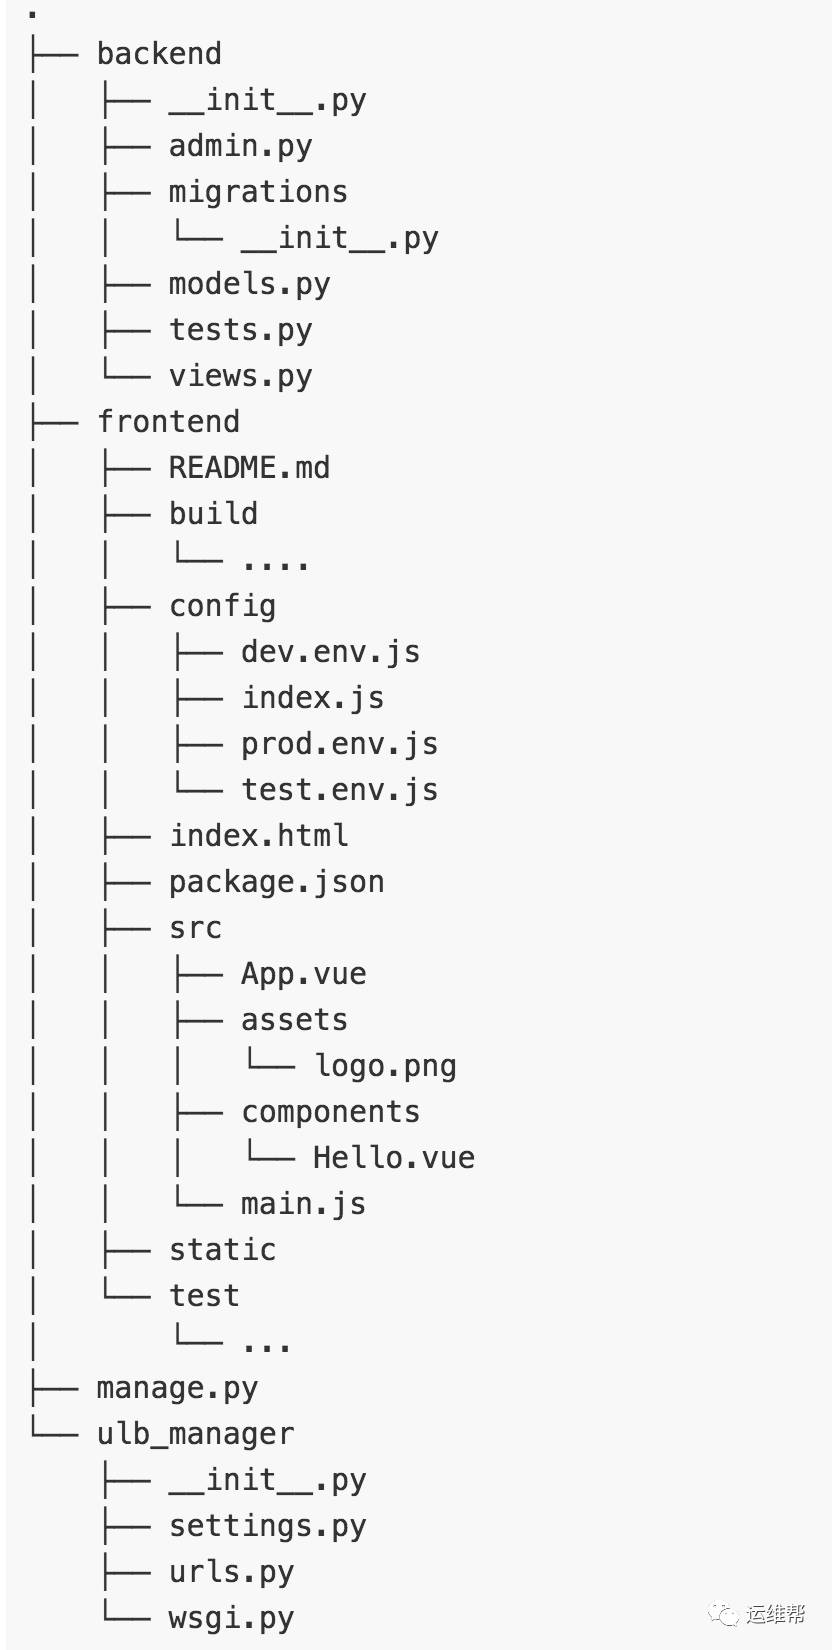 .
├── backend
│   ├── __init__.py
│   ├── admin.py
│   ├── migrations
│   │   └── __init__.py
│   ├── models.py
│   ├── tests.py
│   └── views.py
├── frontend
│   ├── README.md
│   ├── build
│   │   └── ....
│   ├── config
│   │   ├── dev.env.js
│   │   ├── index.js
│   │   ├── prod.env.js
│   │   └── test.env.js
│   ├── index.html
│   ├── package.json
│   ├── src
│   │   ├── App.vue
│   │   ├── assets
│   │   │   └── logo.png
│   │   ├── components
│   │   │   └── Hello.vue
│   │   └── main.js
│   ├── static
│   └── test
│       └── ...
├── manage.py
└── ulb_manager
    ├── __init__.py
    ├── settings.py
    ├── urls.py
    └── wsgi.py
运维帮